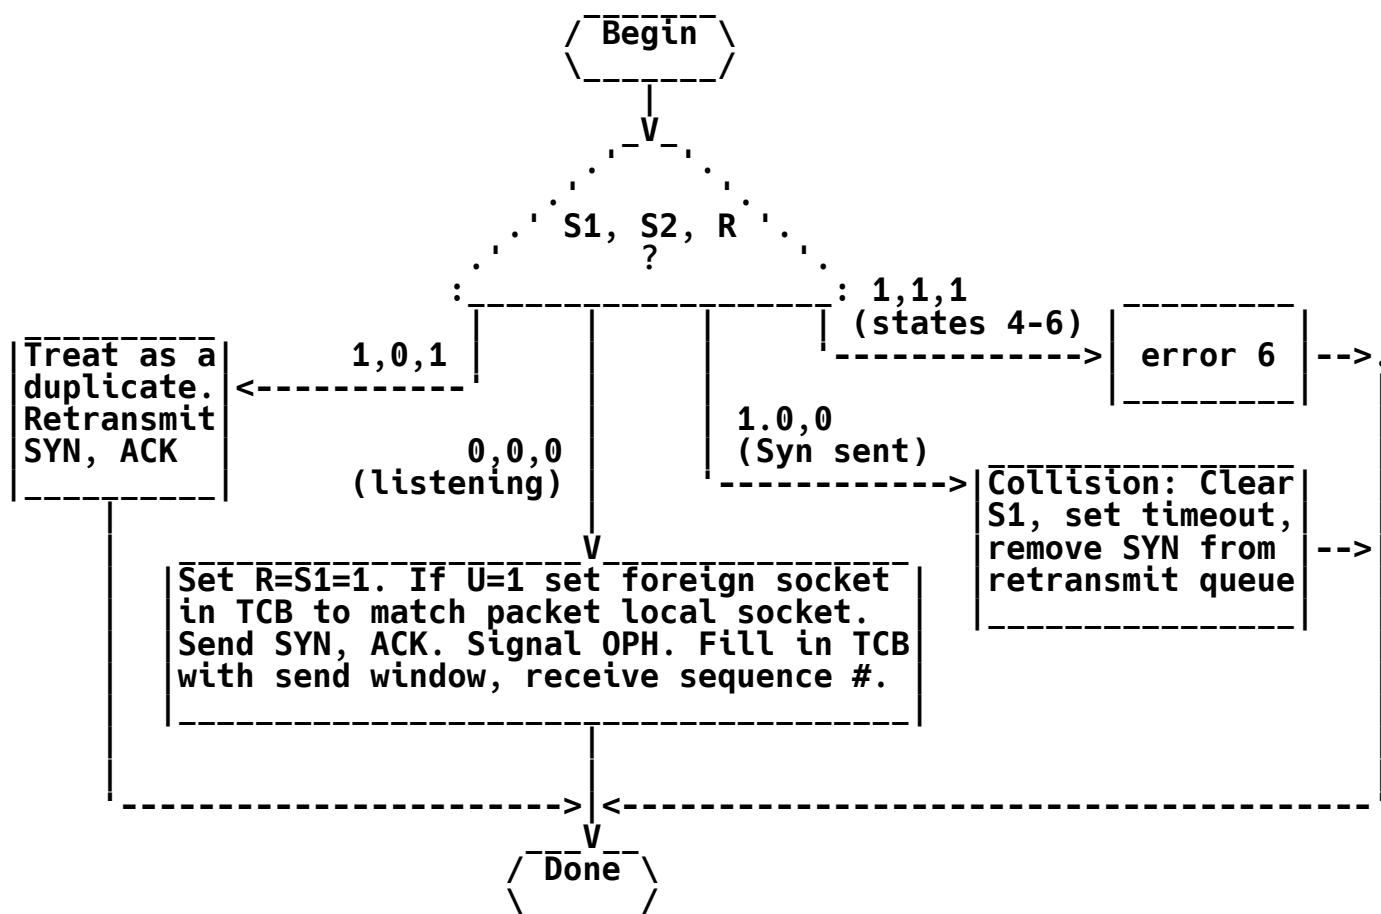 Begin
S1, S2, R
?
1,1,1
(states 4-6)
error 6
1,0,1
Treat as a
duplicate.
Retransmit
SYN, ACK
0,0,0
(listening)
1.0,0
(Syn sent)
Collision: Clear
S1, set timeout,
remove SYN from
retransmit queue
Set R=S1=1. If U=1 set foreign socket
in TCB to match packet local socket.
Send SYN, ACK. Signal OPH. Fill in TCB
with send window, receive sequence #.
Done